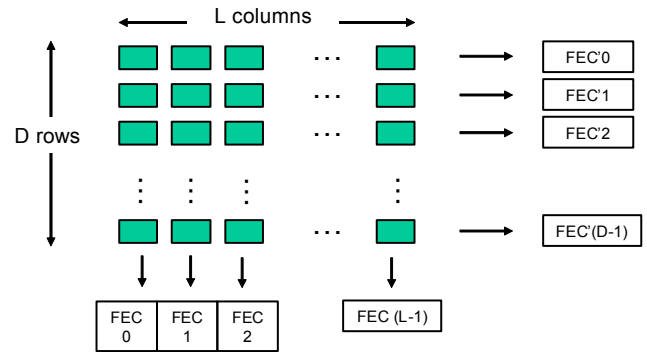 L columns
FEC'0
FEC'1
FEC'2
D rows
... 
FEC'(D-1)
FEC 0
FEC 1
FEC 2
FEC (L-1)